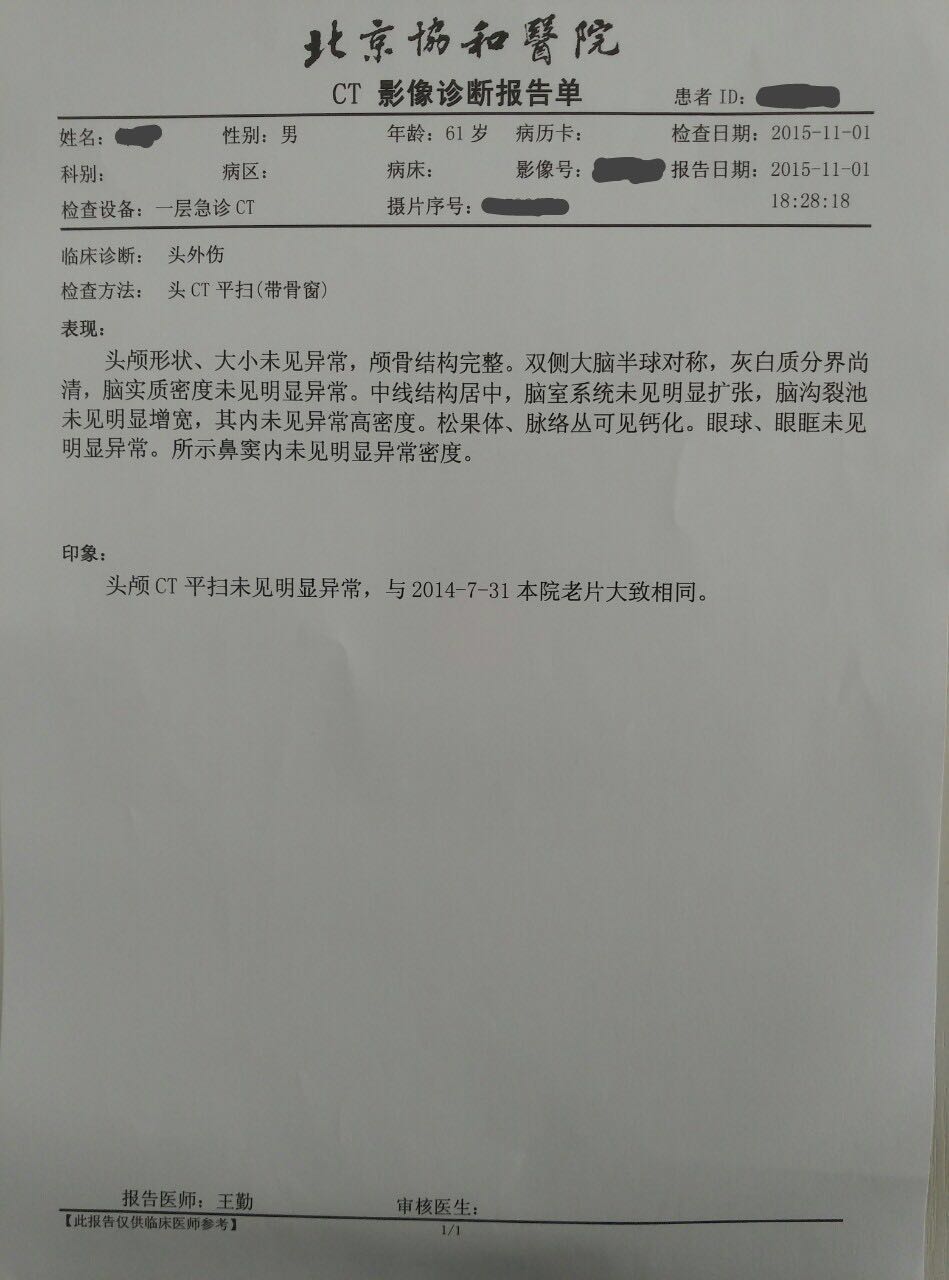 北京協和醫院
CT 影像诊断报告单
患者 ID:
姓名: 性别: 男 年龄: 61 岁 病历卡: 检查日期: 2015-11-01
科别: 病区: 病床: 影像号: 报告日期: 2015-11-01
检查设备: 一层急诊 CT 摄片序号: 18:28:18
临床诊断: 头外伤
检查方法: 头 CT 平扫(带骨窗)
表现:
头颅形状、大小未见异常，颅骨结构完整。双侧大脑半球对称，灰白质分界尚
清，脑实质密度未见明显异常。中线结构居中，脑室系统未见明显扩张，脑沟裂池
未见明显增宽，其内未见异常高密度。松果体、脉络丛可见钙化。眼球、眼眶未见
明显异常。所示鼻窦内未见明显异常密度。
印象:
头颅 CT 平扫未见明显异常，与 2014-7-31 本院老片大致相同。
报告医师: 王勤 审核医生:
【此报告仅供临床医师参考】
1/1